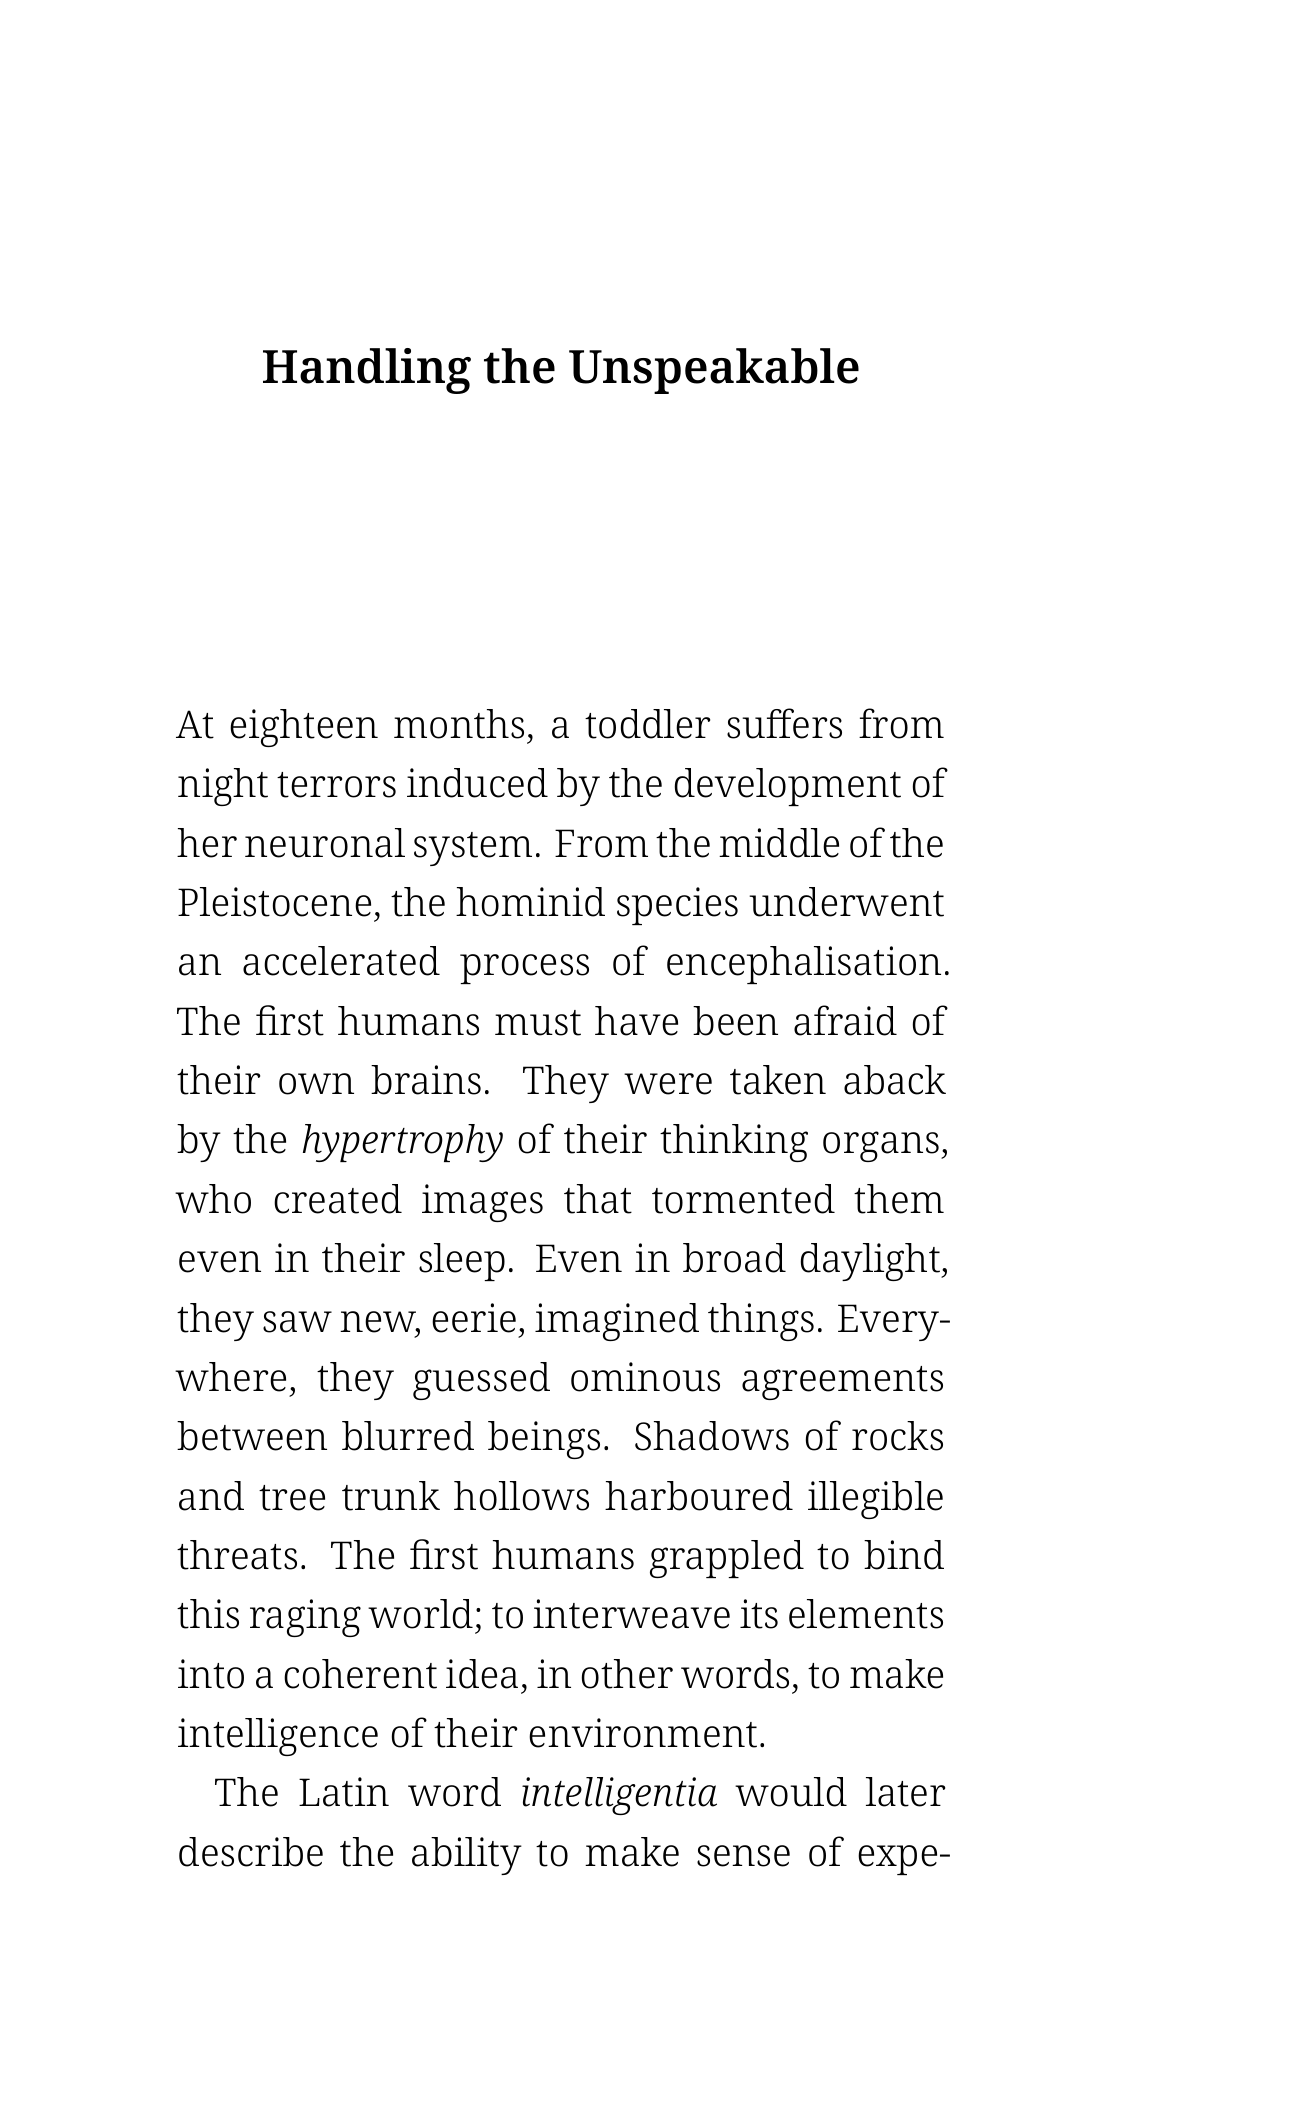 Handling the Unspeakable
At eighteen months, a toddler suffers from
night terrors induced by the development of
her neuronal system. From the middle of the
Pleistocene, the hominid species underwent
an accelerated process of encephalisation.
The first humans must have been afraid of
their own brains. They were taken aback
by the hypertrophy of their thinking organs,
who created images that tormented them
even in their sleep. Even in broad daylight,
they saw new, eerie, imagined things. Every-
where, they guessed ominous agreements
between blurred beings. Shadows of rocks
and tree trunk hollows harboured illegible
threats. The first humans grappled to bind
this raging world; to interweave its elements
into a coherent idea, in other words, to make
intelligence of their environment.
The Latin word intelligentia would later
describe the ability to make sense of expe-